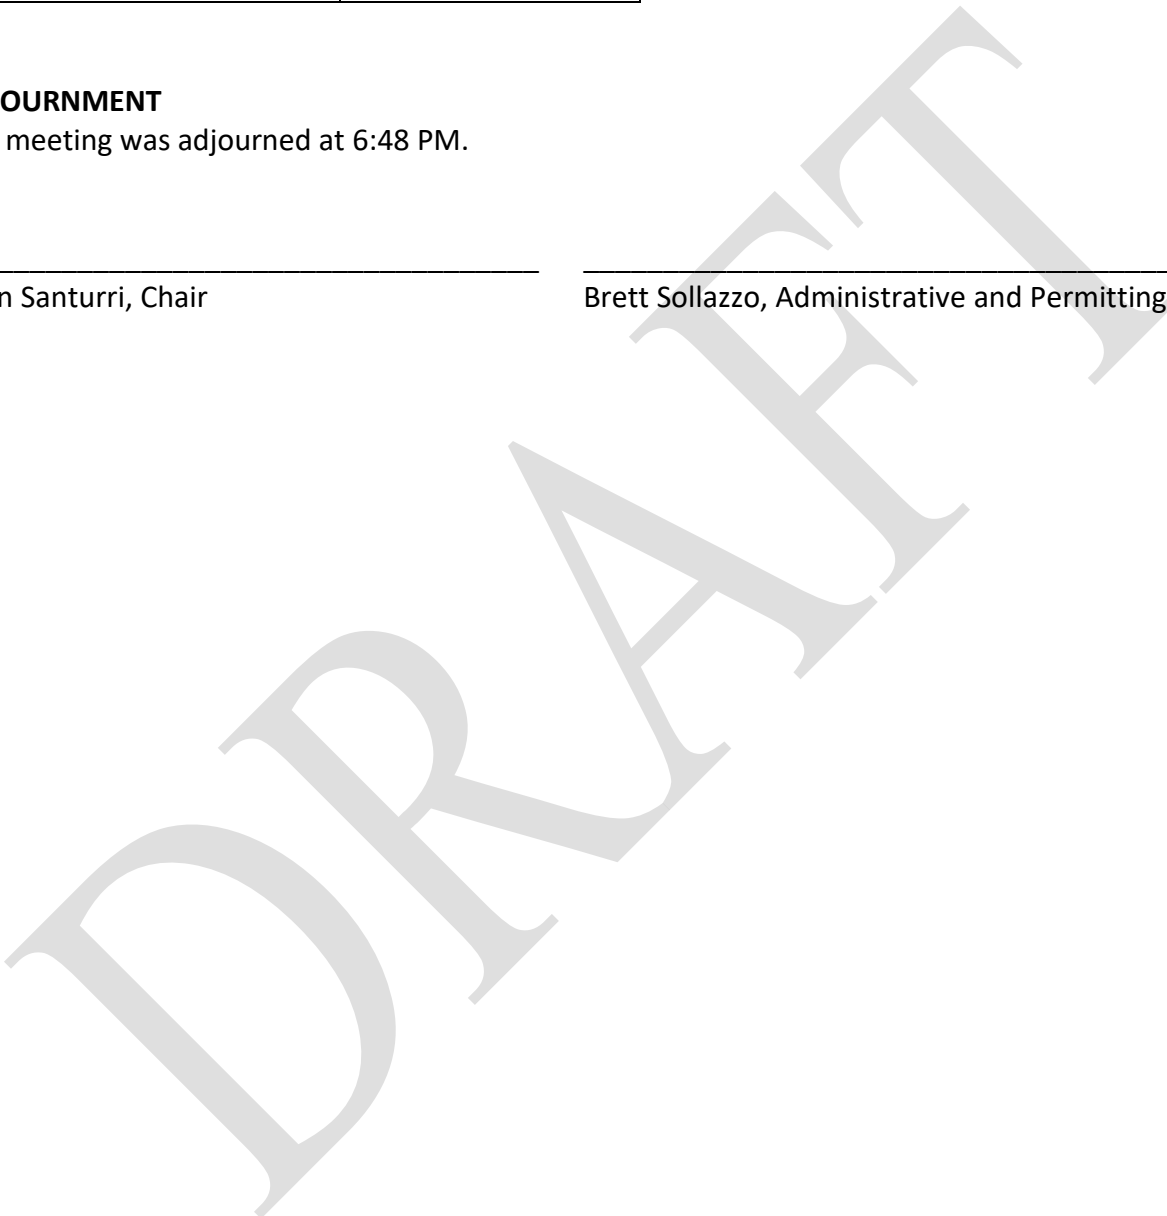 OURNMENT
meeting was adjourned at 6:48 PM.
n Santurri, Chair
Brett Sollazzo, Administrative and Permitting
DRAFT